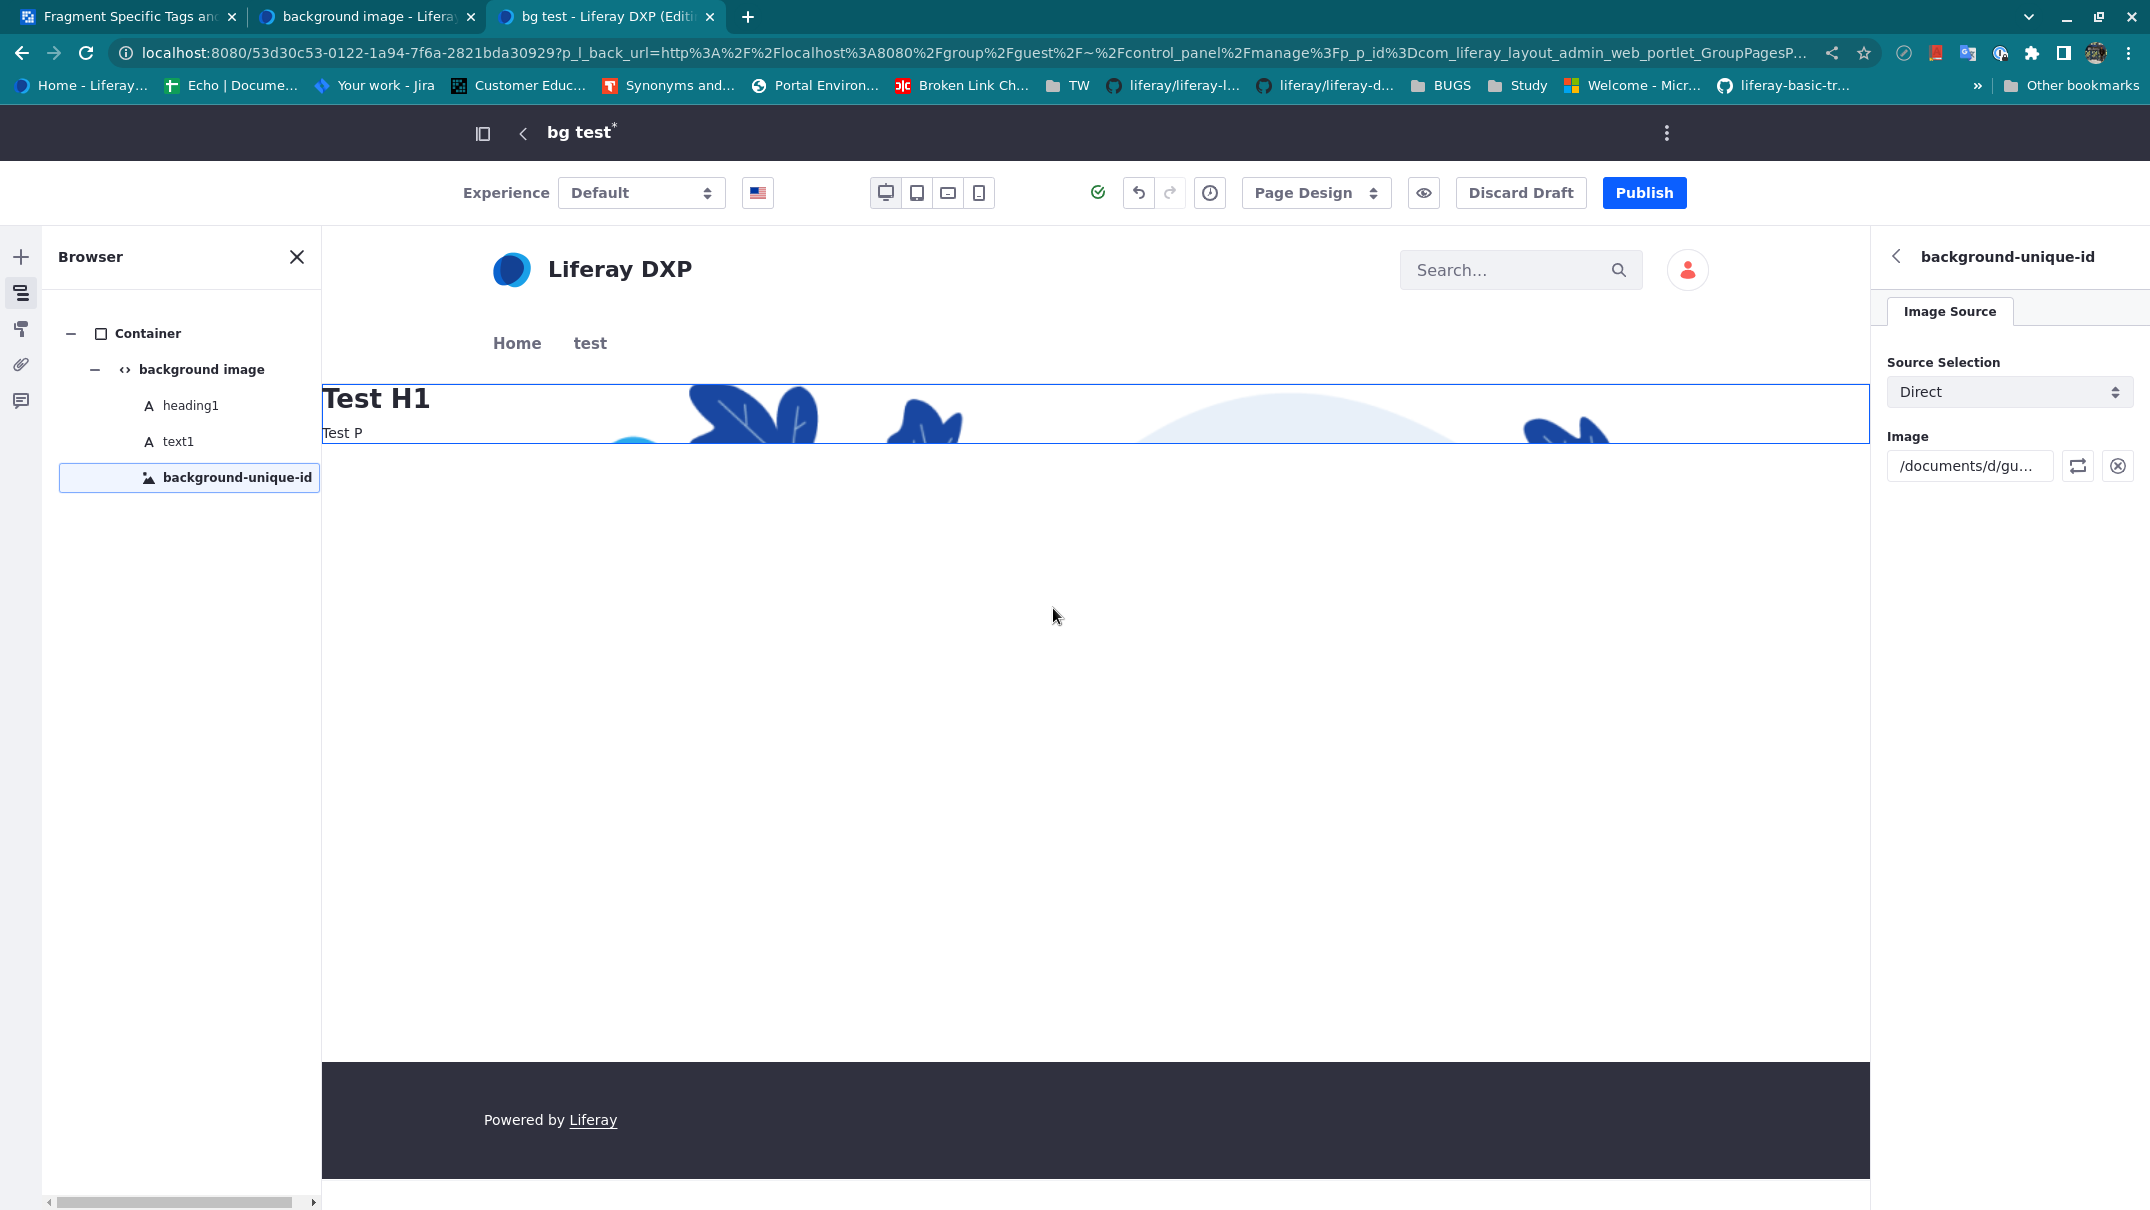 Fragment Specific Tags an
background image - Lifera
bg test - Liferay DXP (Editi
localhost:8080/53d30c53-0122-1a94-7f6a-2821bda30929?p_l_back_url=http%3A%2F%2Flocalhost%3A8080%2Fgroup%2Fguest%2F~%2Fcontrol_panel%2Fmanage%3Fp_p_id%3Dcom_liferay_layout_admin_web_portlet_GroupPagesP...
Home - Liferay...
Echo | Docume...
Your work - Jira
Customer Educ...
Synonyms and...
Portal Environ...
Broken Link Ch...
TW
liferay/liferay-l...
liferay/liferay-d...
BUGS
Study
Welcome - Micr...
liferay-basic-tr...
»
Other bookmarks
bg test*
Experience
Default
Page Design
Discard Draft
Publish
Browser
Container
background image
heading1
text1
background-unique-id
Liferay DXP
Search...
Home
test
Test H1
Test P
Powered by Liferay
background-unique-id
Image Source
Source Selection
Direct
Image
/documents/d/gu...